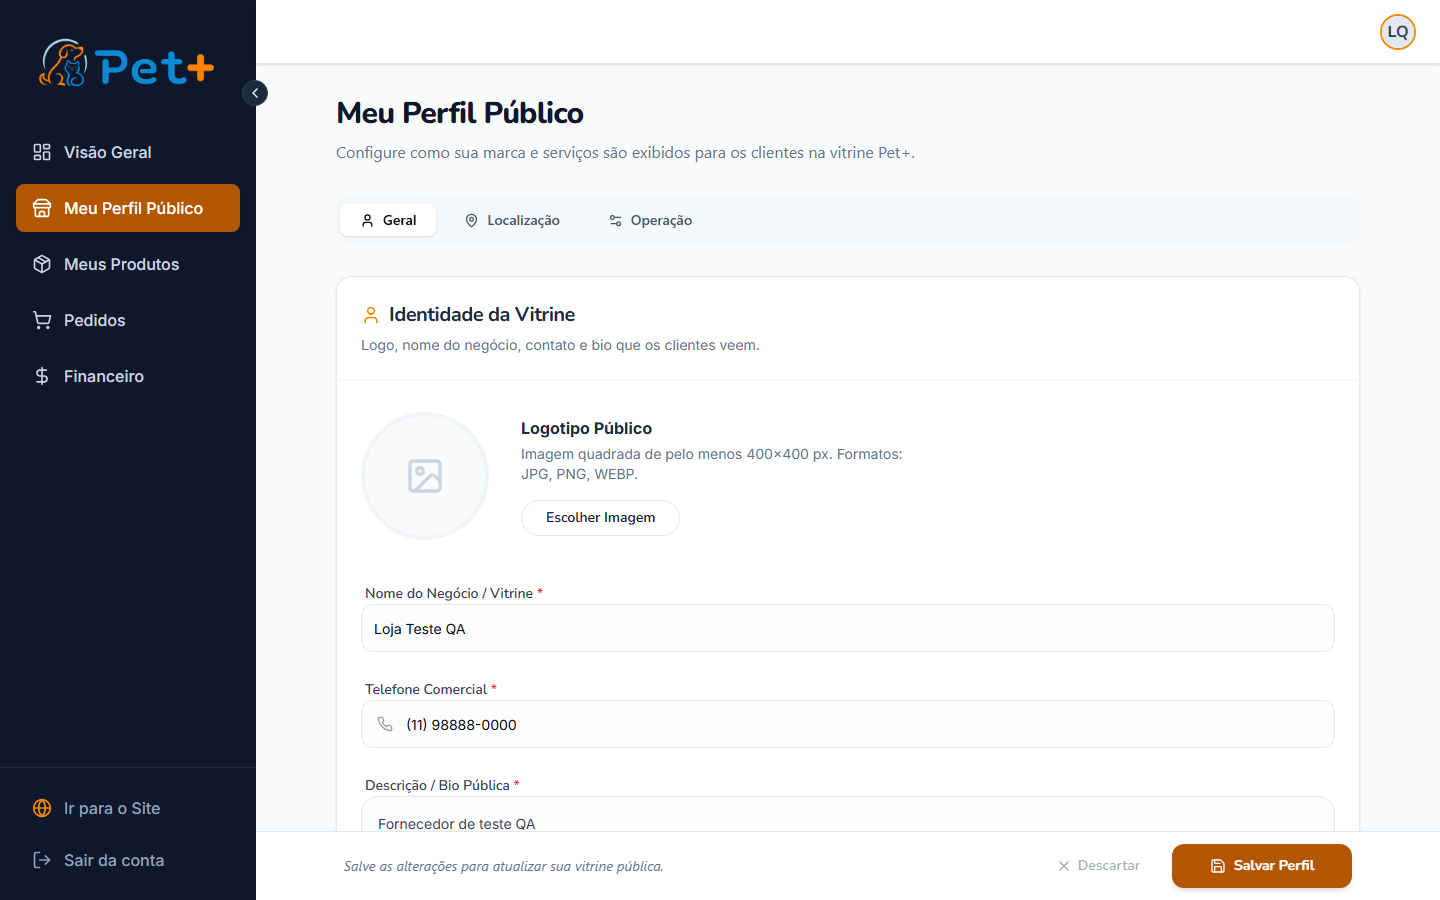 Pet+
LQ
Visão Geral
Meu Perfil Público
Meus Produtos
Pedidos
Financeiro
Ir para o Site
Sair da conta
Meu Perfil Público
Configure como sua marca e serviços são exibidos para os clientes na vitrine Pet+.
Geral
Localização
Operação
Identidade da Vitrine
Logo, nome do negócio, contato e bio que os clientes veem.
Logotipo Público
Imagem quadrada de pelo menos 400×400 px. Formatos:
JPG, PNG, WEBP.
Escolher Imagem
Nome do Negócio / Vitrine *
Loja Teste QA
Telefone Comercial *
(11) 98888-0000
Descrição / Bio Pública *
Fornecedor de teste QA
Salve as alterações para atualizar sua vitrine pública.
Descartar
Salvar Perfil